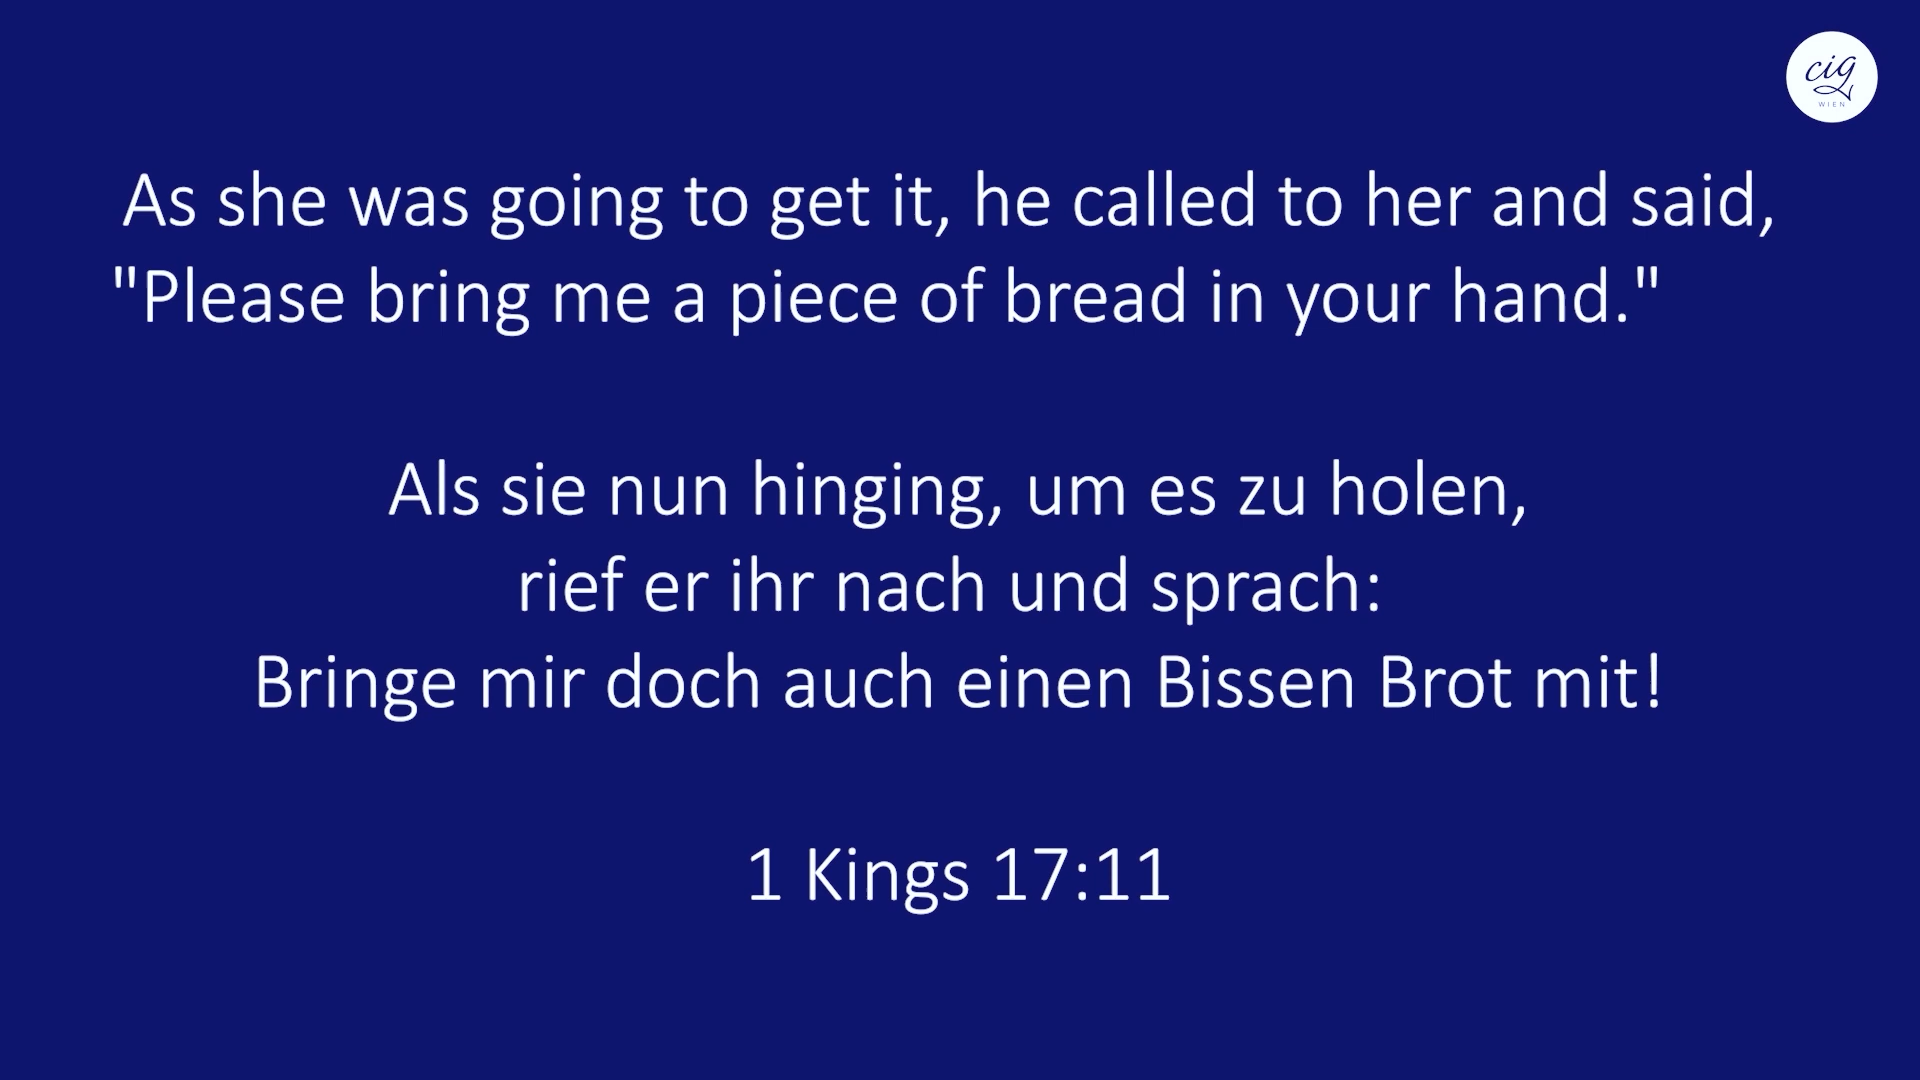 cig
WIEN
As she was going to get it, he called to her and said,
"Please bring me a piece of bread in your hand."
Als sie nun hinging, um es zu holen,
rief er ihr nach und sprach:
Bringe mir doch auch einen Bissen Brot mit!
1 Kings 17:11